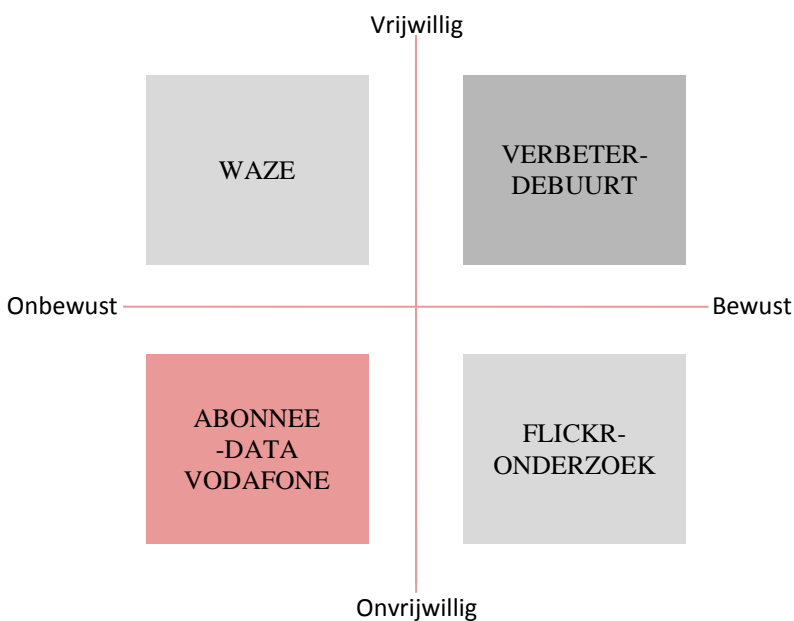 Vrijwillig
WAZE
VERBETER-
DEBUURT
Onbewust
Bewust
ABONNEE
-DATA
VODAFONE
FLICKR-
ONDERZOEK
Onvrijwillig